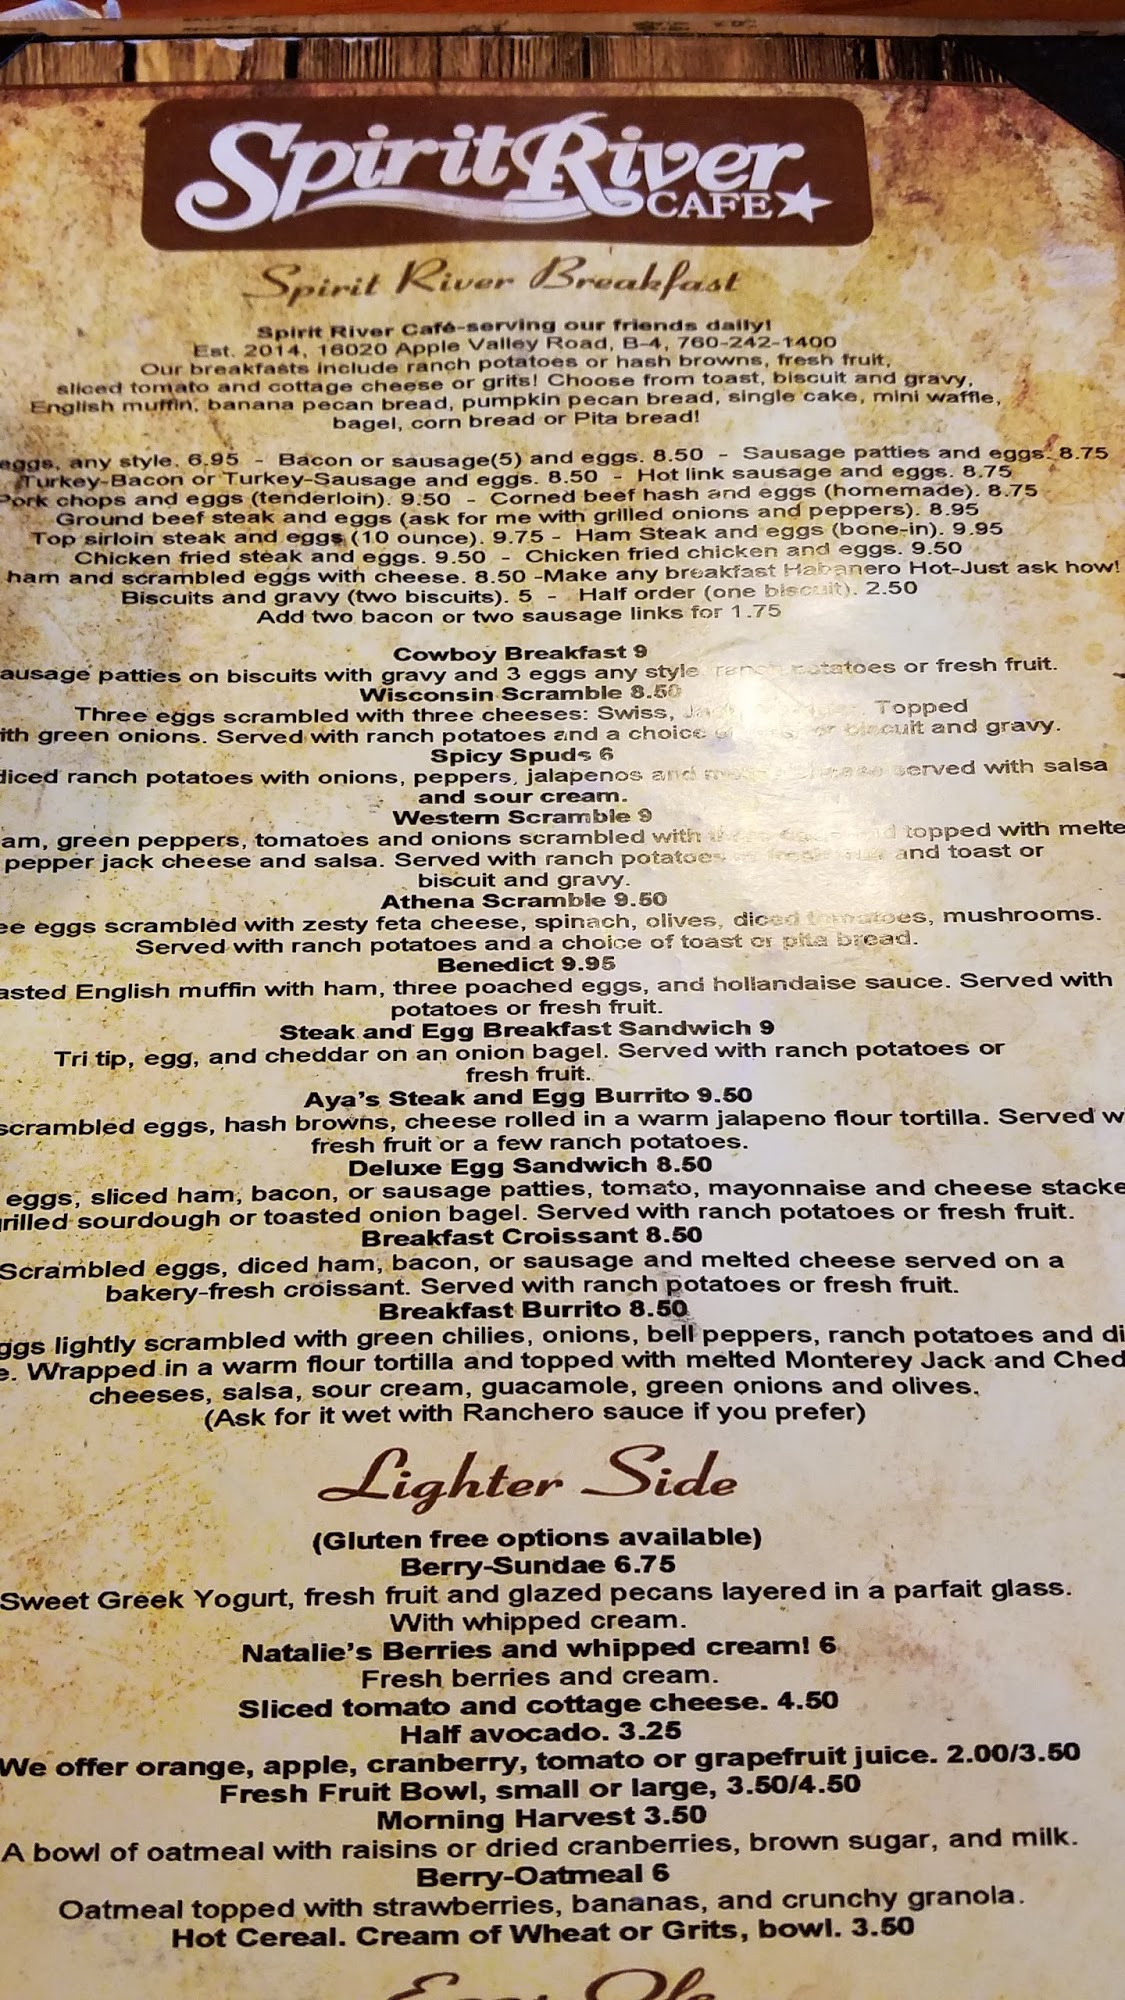 Spirit River
CAFE
Spirit River Breakfast
Spirit River Café-serving our friends daily!
Est. 2014, 16020 Apple Valley Road, B-4, 760-242-1400
Our breakfasts include ranch potatoes or hash browns, fresh fruit,
sliced tomato and cottage cheese or grits! Choose from toast, biscuit and gravy,
English muffin, banana pecan bread, pumpkin pecan bread, single cake, mini waffle,
bagel, corn bread or Pita bread!
eggs, any style. 6.95 - Bacon or sausage(5) and eggs. 8.50 - Sausage patties and eggs. 8.75
Turkey-Bacon or Turkey-Sausage and eggs. 8.50 - Hot link sausage and eggs. 8.75
Pork chops and eggs (tenderloin). 9.50 - Corned beef hash and eggs (homemade). 8.75
Ground beef steak and eggs (ask for me with grilled onions and peppers). 8.95
Top sirloin steak and eggs (10 ounce). 9.75 - Ham Steak and eggs (bone-in). 9.95
Chicken fried steak and eggs. 9.50 - Chicken fried chicken and eggs. 9.50
ham and scrambled eggs with cheese. 8.50 -Make any breakfast Habanero Hot-Just ask how!
Biscuits and gravy (two biscuits). 5 - Half order (one biscuit). 2.50
Add two bacon or two sausage links for 1.75
Cowboy Breakfast 9
ausage patties on biscuits with gravy and 3 eggs any style, ranch potatoes or fresh fruit.
Wisconsin Scramble 8.50
Three eggs scrambled with three cheeses: Swiss, Topped
ith green onions. Served with ranch potatoes and a choice or biscuit and gravy.
Spicy Spuds 6
diced ranch potatoes with onions, peppers, jalapenos and served with salsa
and sour cream.
Western Scramble 9
am, green peppers, tomatoes and onions scrambled with topped with melte
pepper jack cheese and salsa. Served with ranch potatoes and toast or
biscuit and gravy.
Athena Scramble 9.50
ee eggs scrambled with zesty feta cheese, spinach, olives, diced tomatoes, mushrooms.
Served with ranch potatoes and a choice of toast or pita bread.
Benedict 9.95
asted English muffin with ham, three poached eggs, and hollandaise sauce. Served with
potatoes or fresh fruit.
Steak and Egg Breakfast Sandwich 9
Tri tip, egg, and cheddar on an onion bagel. Served with ranch potatoes or
fresh fruit.
Aya's Steak and Egg Burrito 9.50
scrambled eggs, hash browns, cheese rolled in a warm jalapeno flour tortilla. Served w
fresh fruit or a few ranch potatoes.
Deluxe Egg Sandwich 8.50
eggs, sliced ham, bacon, or sausage patties, tomato, mayonnaise and cheese stacke
rilled sourdough or toasted onion bagel. Served with ranch potatoes or fresh fruit.
Breakfast Croissant 8.50
Scrambled eggs, diced ham, bacon, or sausage and melted cheese served on a
bakery-fresh croissant. Served with ranch potatoes or fresh fruit.
Breakfast Burrito 8.50
ggs lightly scrambled with green chilies, onions, bell peppers, ranch potatoes and di
e. Wrapped in a warm flour tortilla and topped with melted Monterey Jack and Ched
cheeses, salsa, sour cream, guacamole, green onions and olives.
(Ask for it wet with Ranchero sauce if you prefer)
Lighter Side
(Gluten free options available)
Berry-Sundae 6.75
Sweet Greek Yogurt, fresh fruit and glazed pecans layered in a parfait glass.
With whipped cream.
Natalie's Berries and whipped cream! 6
Fresh berries and cream.
Sliced tomato and cottage cheese. 4.50
Half avocado. 3.25
We offer orange, apple, cranberry, tomato or grapefruit juice. 2.00/3.50
Fresh Fruit Bowl, small or large, 3.50/4.50
Morning Harvest 3.50
A bowl of oatmeal with raisins or dried cranberries, brown sugar, and milk.
Berry-Oatmeal 6
Oatmeal topped with strawberries, bananas, and crunchy granola.
Hot Cereal. Cream of Wheat or Grits, bowl. 3.50